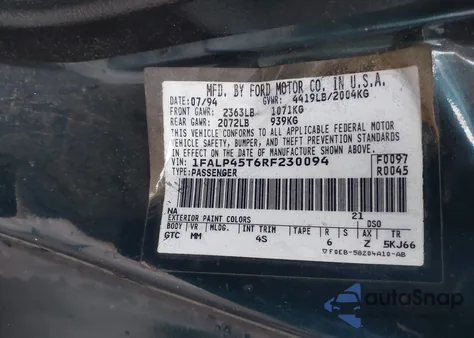 MFD. BY FORD MOTOR CO. IN U.S.A.
DATE: 07/94 GVWR: 4419LB/2004KG
FRONT GAWR: 2363LB 1071KG
REAR GAWR: 2072LB 939KG
THIS VEHICLE CONFORMS TO ALL APPLICABLE FEDERAL MOTOR
VEHICLE SAFETY, BUMPER, AND THEFT PREVENTION STANDARDS
IN EFFECT ON THE DATE OF MANUFACTURE SHOWN ABOVE.
VIN: 1FALP45T6RF230094 F0097
TYPE: PASSENGER R0045
NA 21
EXTERIOR PAINT COLORS DSO
BODY VR MLDG. INT TRIM TAPE R S AX TR
GTC MM 4S 6 Z 5KJ66
▽F0EB-58204A10-AB
autoSnap